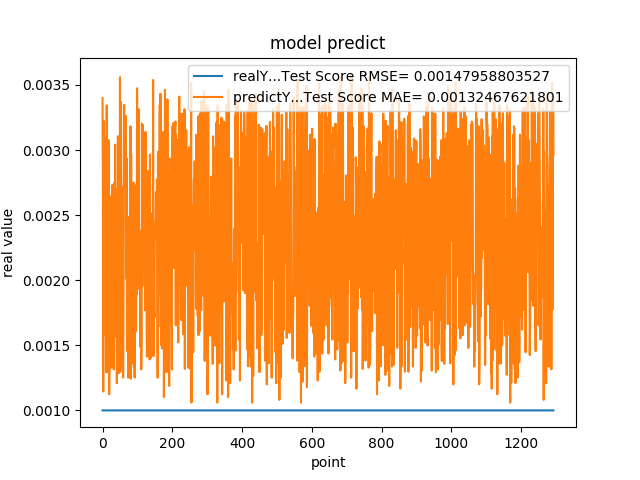 model predict
realY...Test Score RMSE= 0.00147958803527
predictY...Test Score MAE= 0.00132467621801
0.0035
0.0030
0.0025
0.0020
0.0015
0.0010
real value
0 200 400 600 800 1000 1200
point